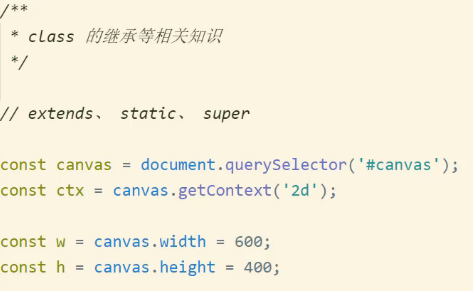 /**
 * class 的继承等相关知识
 */
// extends、 static、 super
const canvas = document.querySelector('#canvas');
const ctx = canvas.getContext('2d');
const w = canvas.width = 600;
const h = canvas.height = 400;